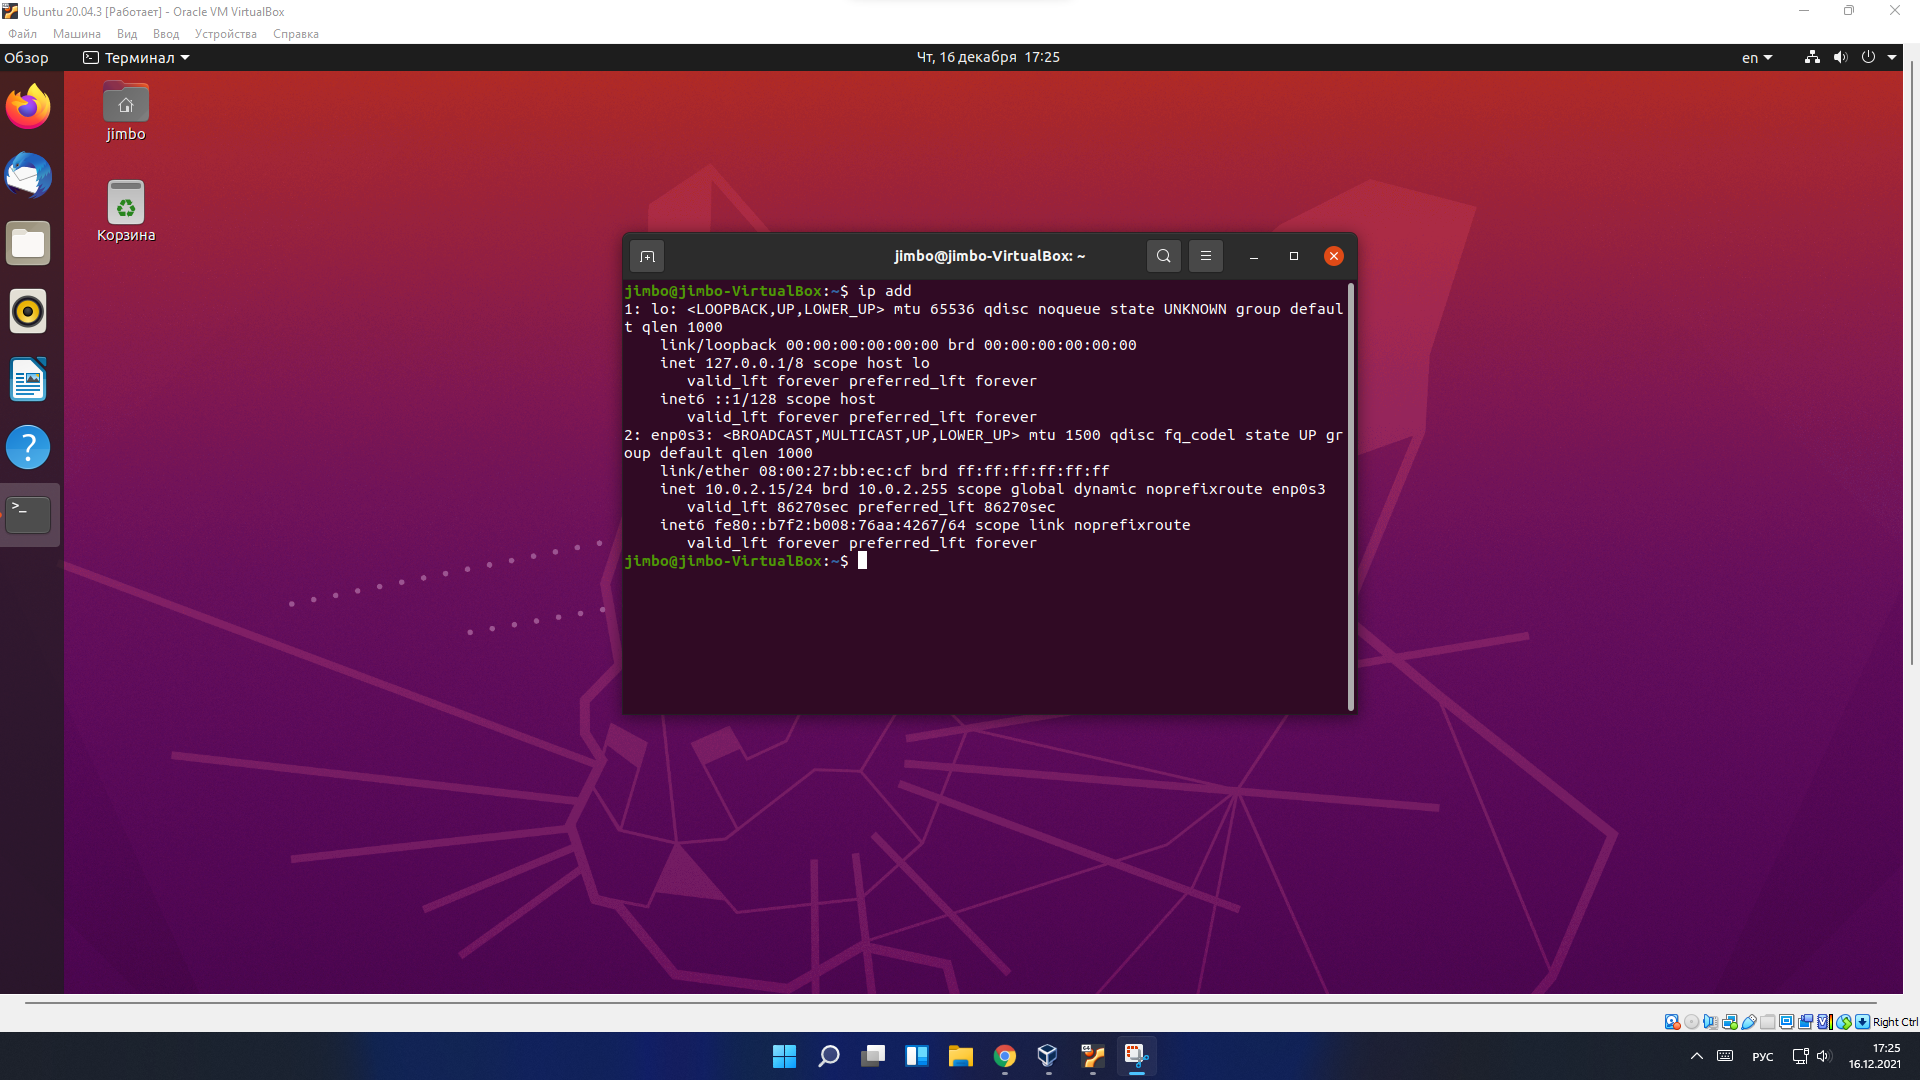 Ubuntu 20.04.3 [Работает] - Oracle VM VirtualBox
Файл Машина Вид Ввод Устройства Справка
Обзор Терминал Чт, 16 декабря 17:25 en
jimbo
Корзина
jimbo@jimbo-VirtualBox: ~
jimbo@jimbo-VirtualBox:~$ ip add
1: lo: <LOOPBACK,UP,LOWER_UP> mtu 65536 qdisc noqueue state UNKNOWN group defaul
t qlen 1000
link/loopback 00:00:00:00:00:00 brd 00:00:00:00:00:00
inet 127.0.0.1/8 scope host lo
valid_lft forever preferred_lft forever
inet6 ::1/128 scope host
valid_lft forever preferred_lft forever
2: enp0s3: <BROADCAST,MULTICAST,UP,LOWER_UP> mtu 1500 qdisc fq_codel state UP gr
oup default qlen 1000
link/ether 08:00:27:bb:ec:cf brd ff:ff:ff:ff:ff:ff
inet 10.0.2.15/24 brd 10.0.2.255 scope global dynamic noprefixroute enp0s3
valid_lft 86270sec preferred_lft 86270sec
inet6 fe80::b7f2:b008:76aa:4267/64 scope link noprefixroute
valid_lft forever preferred_lft forever
jimbo@jimbo-VirtualBox:~$
Right Ctrl
РУС
17:25
16.12.2021